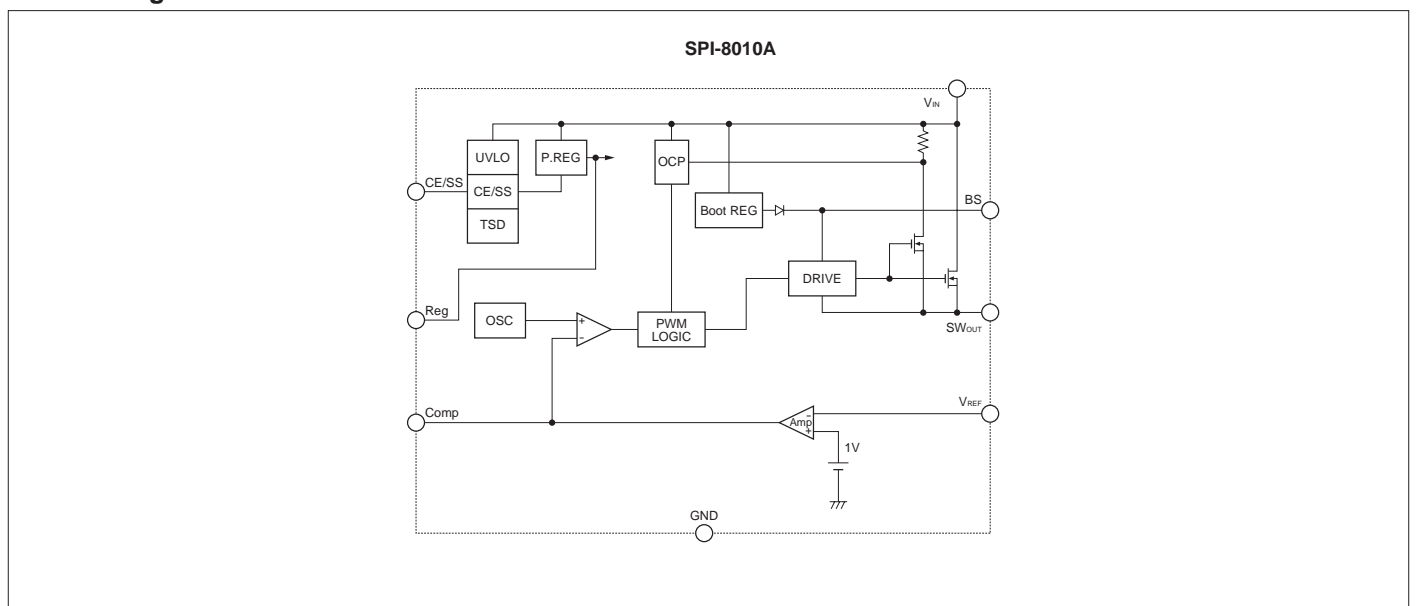 SPI-8010A
VIN
UVLO
P.REG
OCP
CE/SS
CE/SS
TSD
Boot REG
BS
DRIVE
Reg
OSC
+
-
PWM
LOGIC
SWOUT
Comp
VREF
-
Amp
+
1V
GND